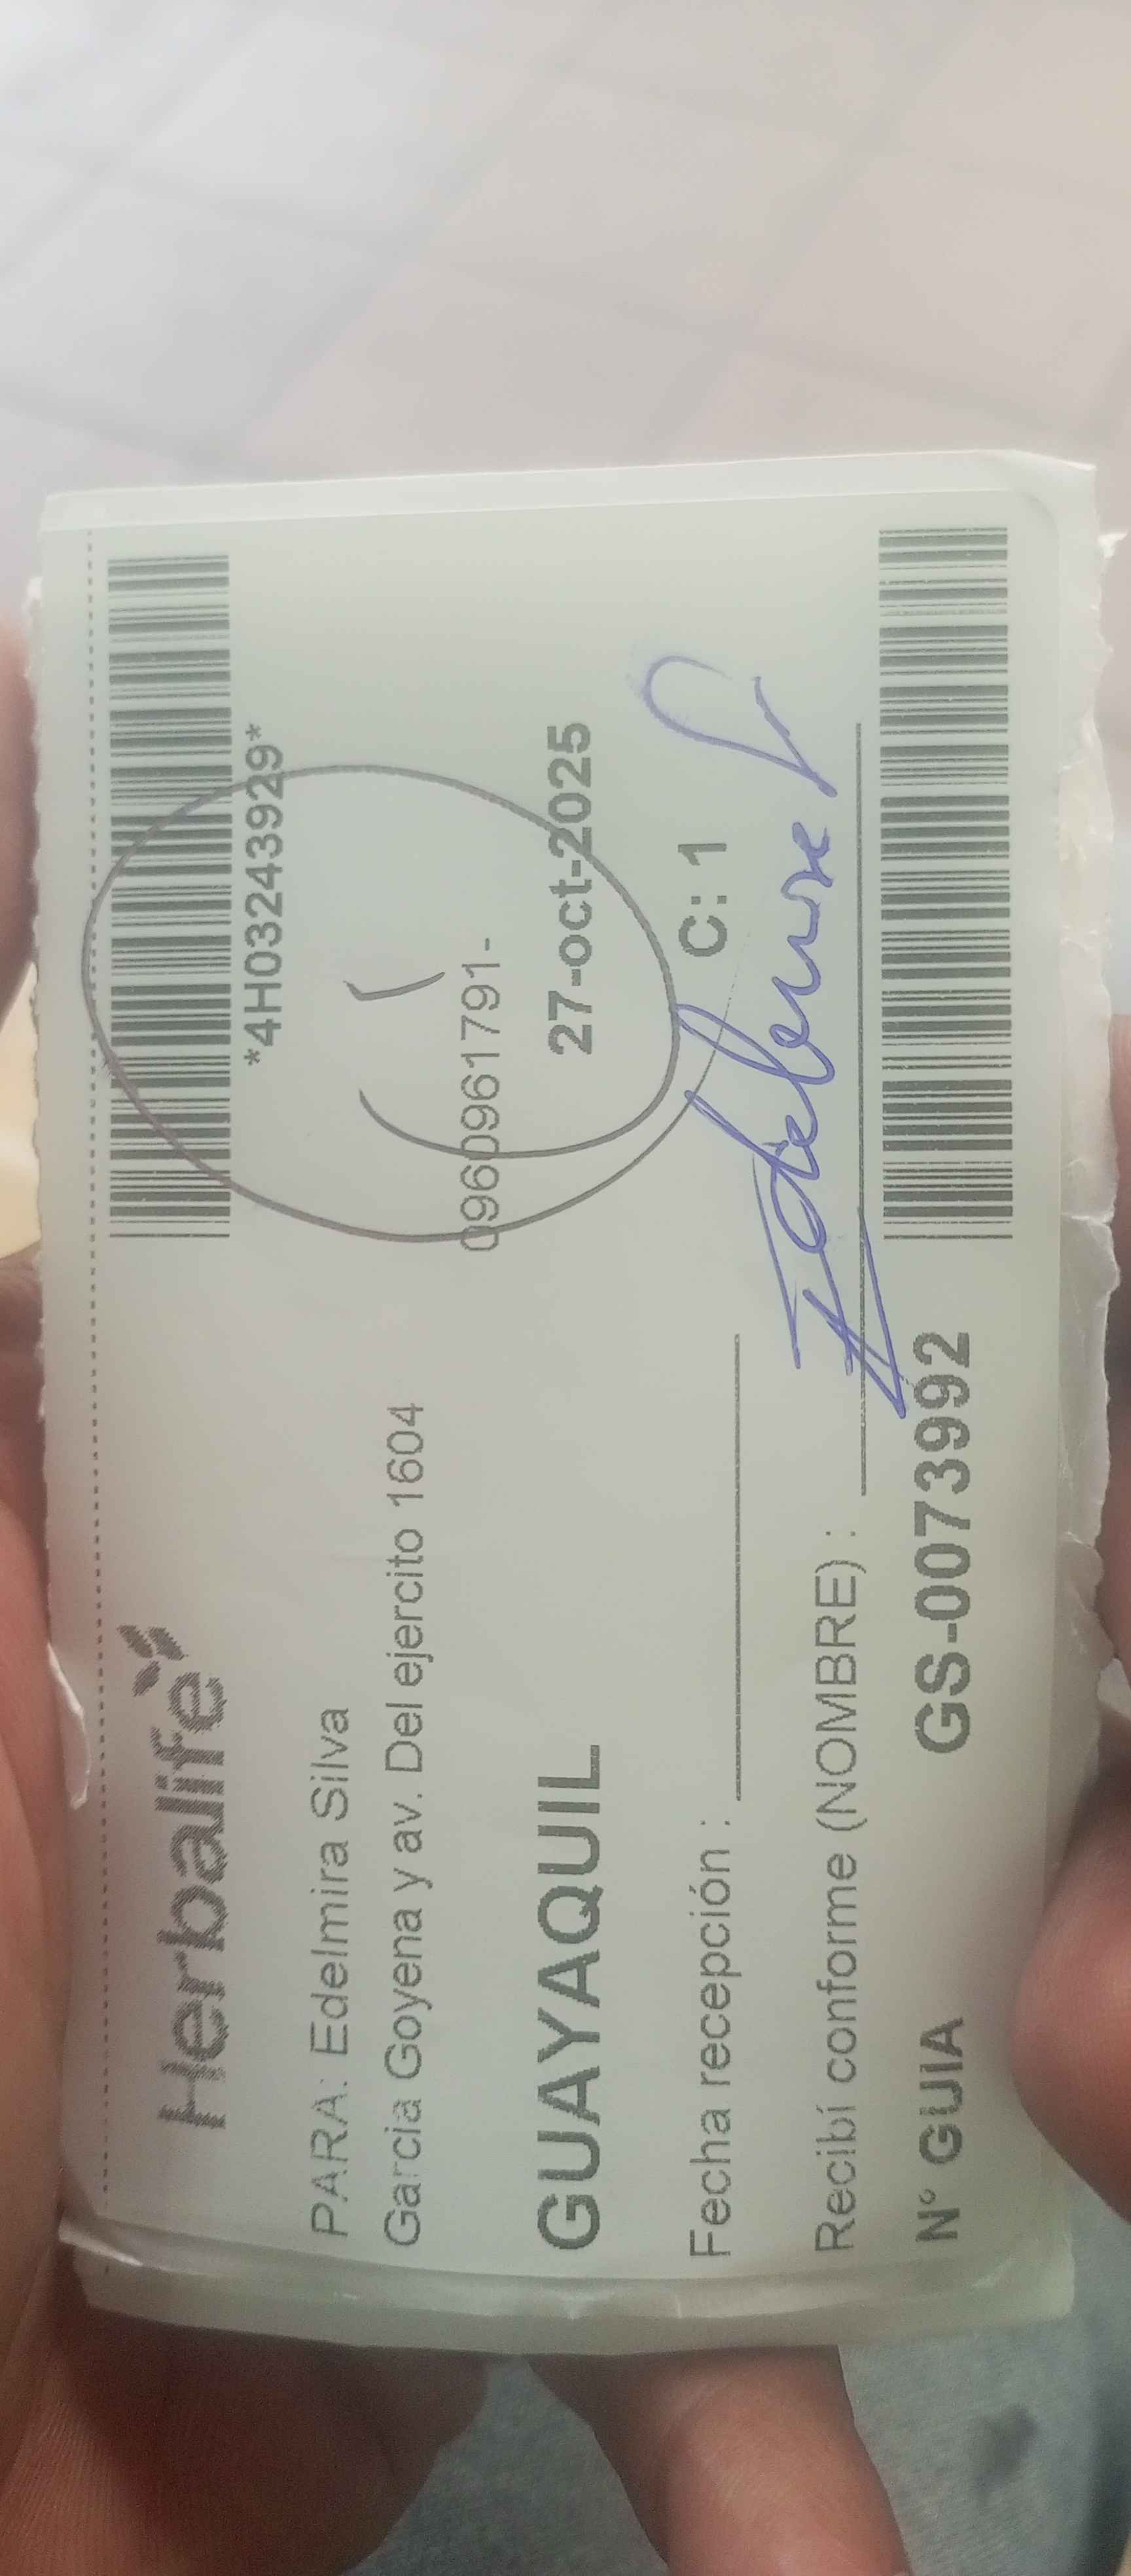 Herbalife
*4H03243929*
PARA: Edelmira Silva
Garcia Goyena y av. Del ejercito 1604
0960961791-
GUAYAQUIL
27-oct-2025
Fecha recepción :
C: 1
Recibí conforme (NOMBRE) :
N° GUIA
GS-0073992